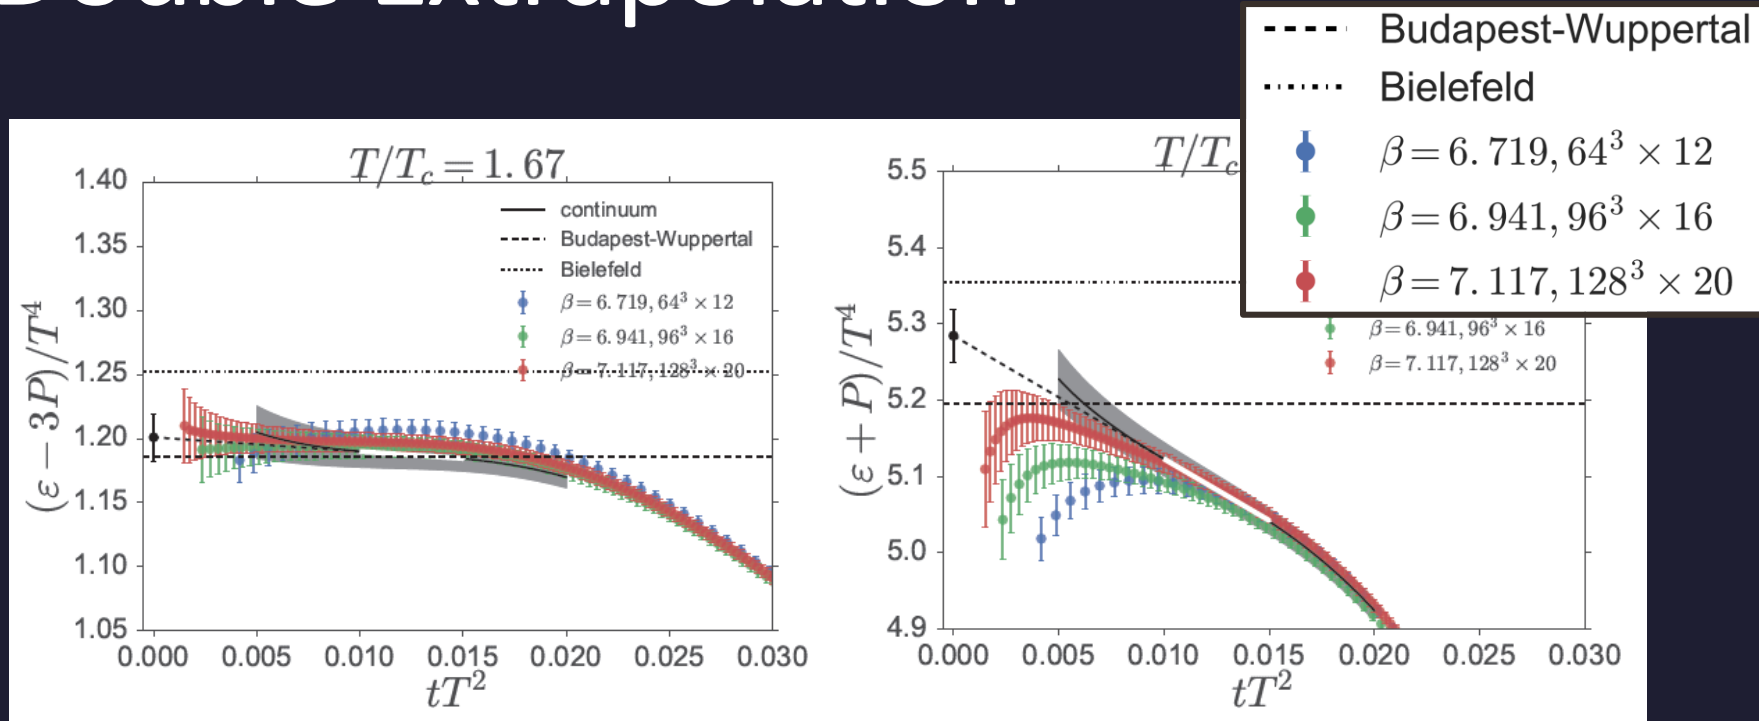 Double Extrapolation
Budapest-Wuppertal
Bielefeld
β = 6.719, 64³ × 12
β = 6.941, 96³ × 16
β = 7.117, 128³ × 20
T/T_c = 1.67
(ε − 3P)/T⁴
1.40
1.35
1.30
1.25
1.20
1.15
1.10
1.05
continuum
Budapest-Wuppertal
Bielefeld
β = 6.719, 64³ × 12
β = 6.941, 96³ × 16
β = 7.117, 128³ × 20
0.000 0.005 0.010 0.015 0.020 0.025 0.030
tT²
T/T_c
(ε + P)/T⁴
5.5
5.4
5.3
5.2
5.1
5.0
4.9
β = 6.941, 96³ × 16
β = 7.117, 128³ × 20
0.000 0.005 0.010 0.015 0.020 0.025 0.030
tT²